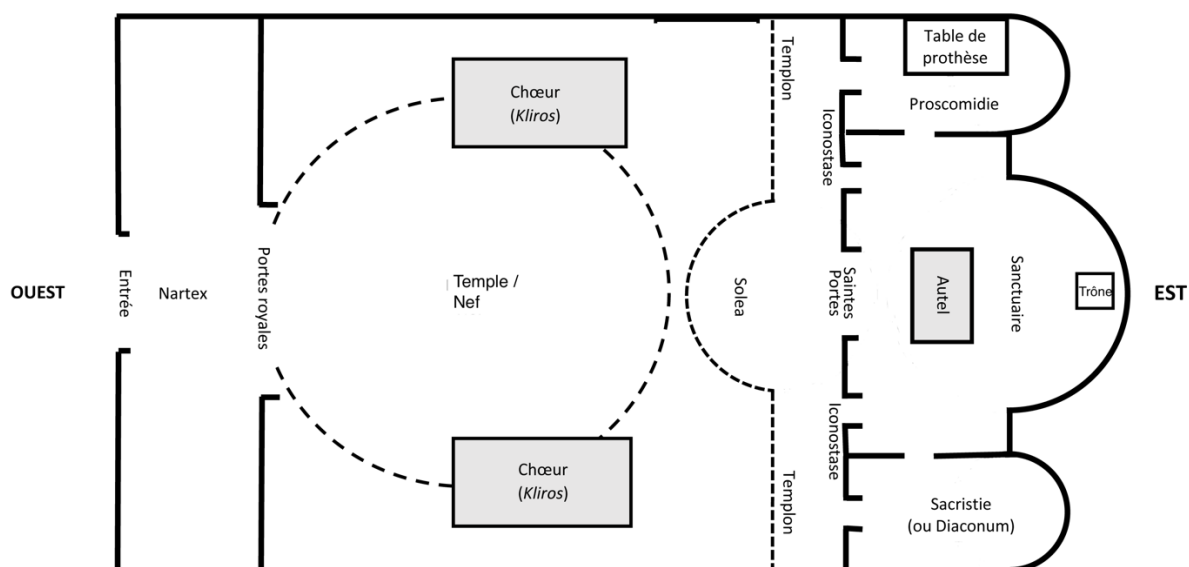 Table de
prothèse
Templon
Chœur
(Kliros)
Proscomidie
Iconostase
OUEST
Entrée
Nartex
Portes royales
Temple /
Nef
Solea
Saintes
Portes
Autel
Sanctuaire
Trône
EST
Iconostase
Chœur
(Kliros)
Templon
Sacristie
(ou Diaconum)